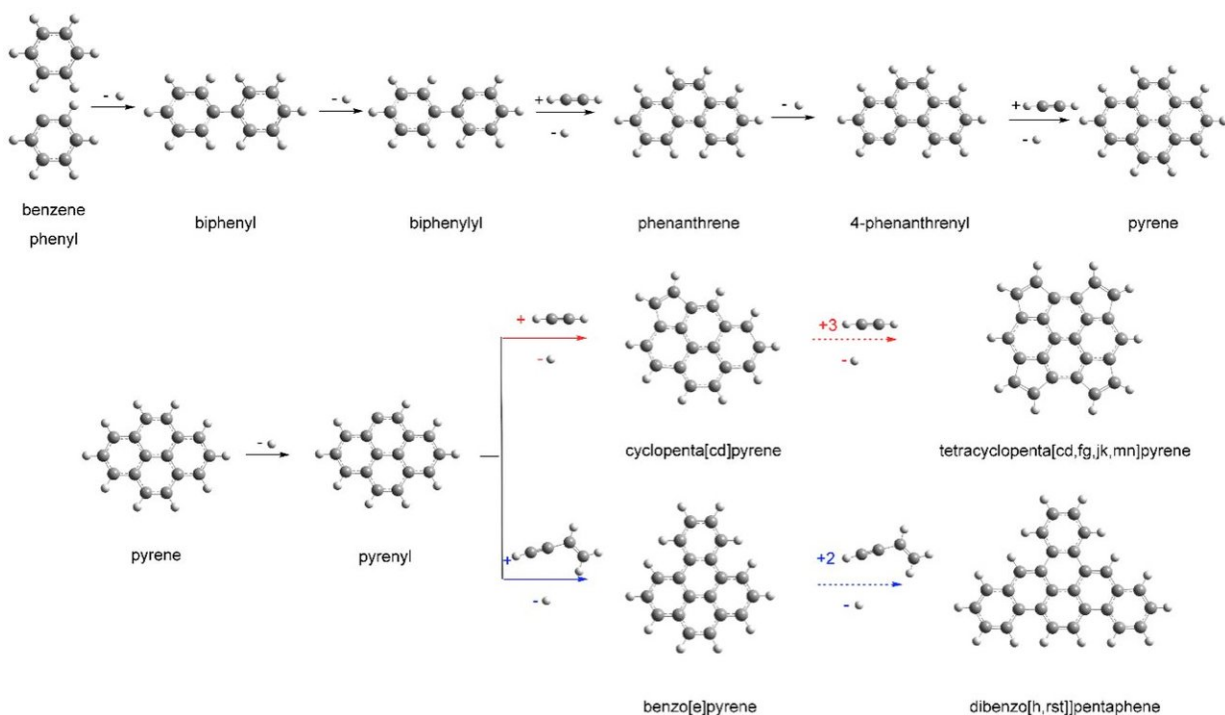 - +
- - - -
benzene
phenyl
biphenyl
biphenylyl
phenanthrene
4-phenanthrenyl
pyrene
+
-
+
-
+3
-
cyclopenta[cd]pyrene
tetracyclopenta[cd,fg,jk,mn]pyrene
-
pyrene
pyrenyl
+
-
+2
-
benzo[e]pyrene
dibenzo[h,rst]]pentaphene